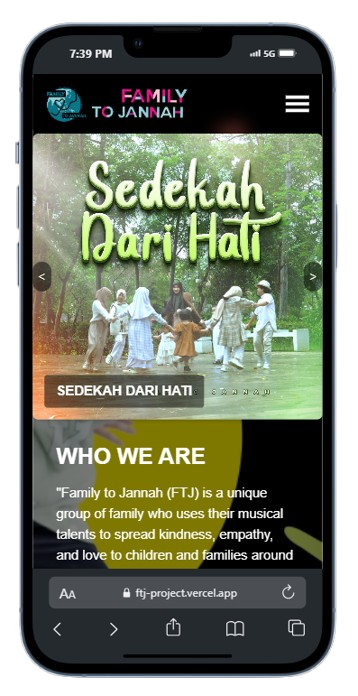 7:39 PM
5G
FAMILY
TO JANNAH
Sedekah
Dari Hati
<
>
SEDEKAH DARI HATI
WHO WE ARE
"Family to Jannah (FTJ) is a unique
group of family who uses their musical
talents to spread kindness, empathy,
and love to children and families around
AA
ftj-project.vercel.app